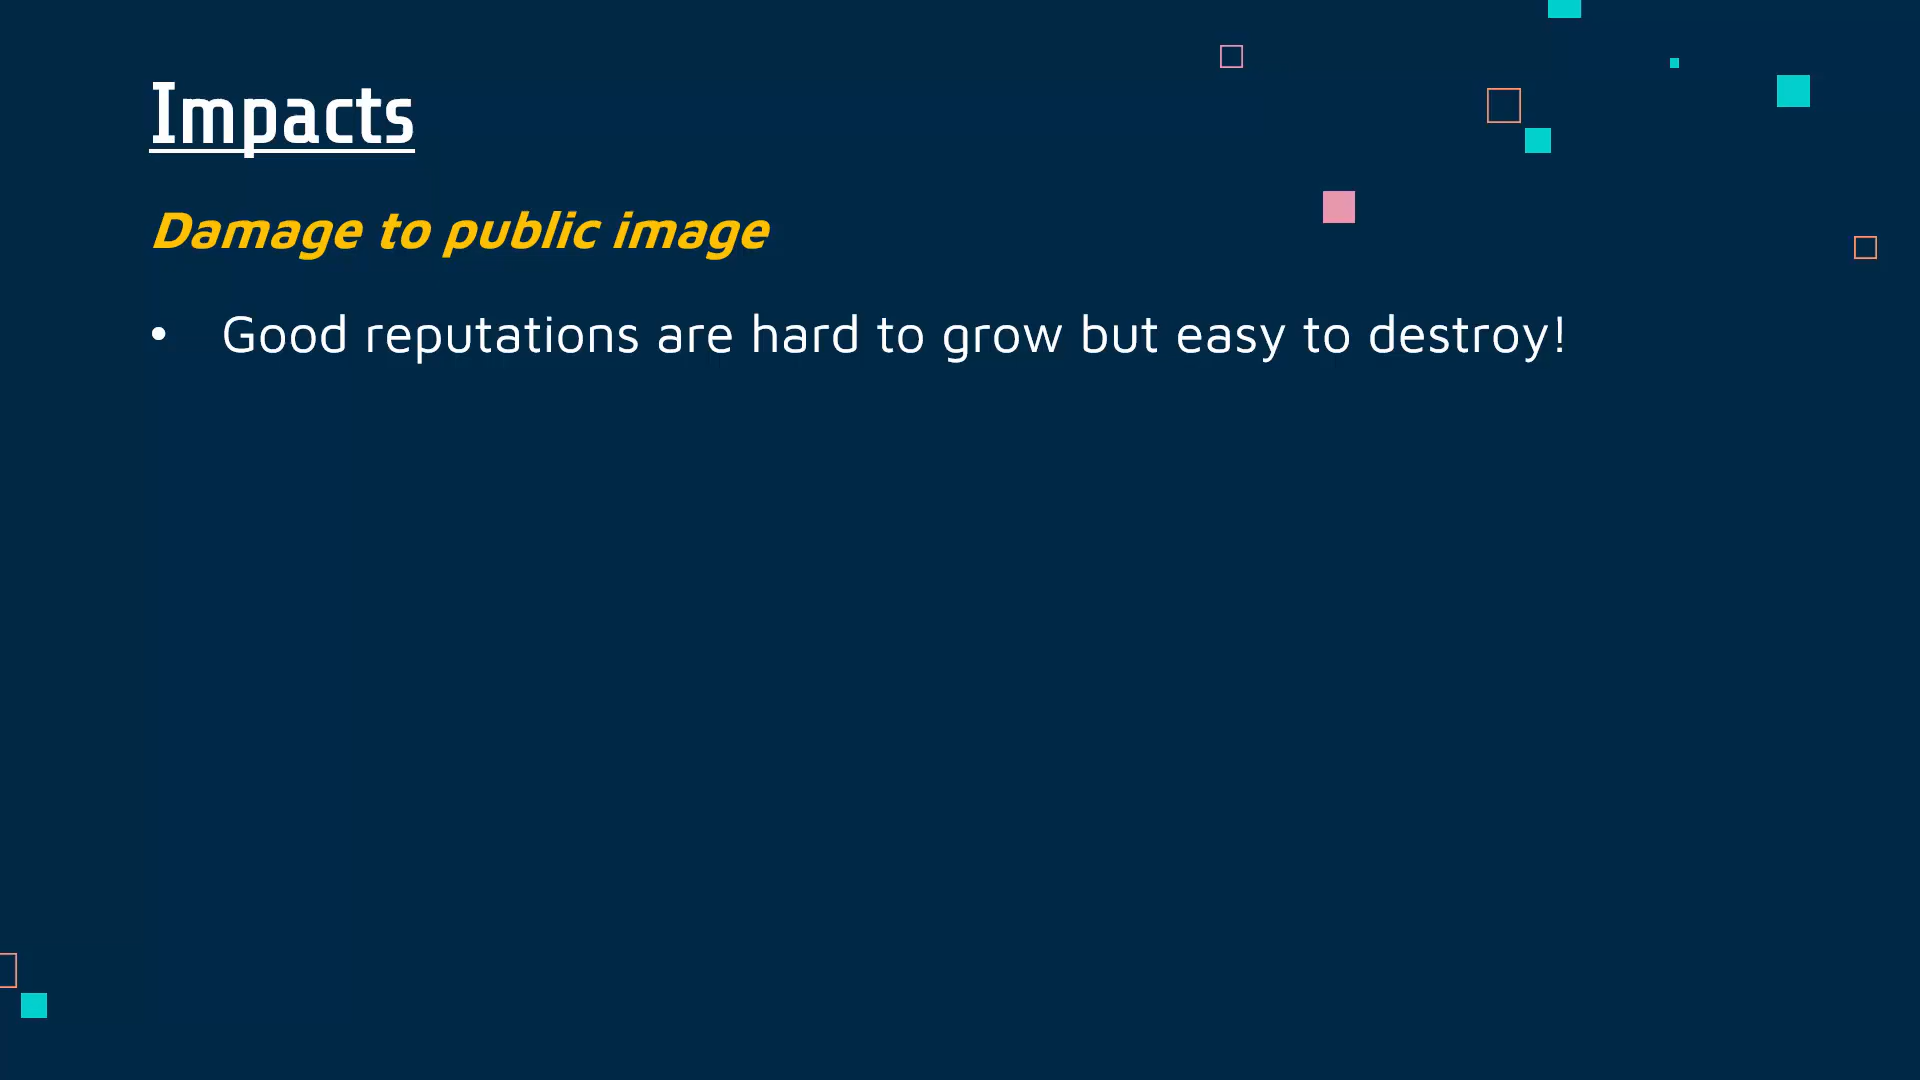 Impacts
Damage to public image
• Good reputations are hard to grow but easy to destroy!